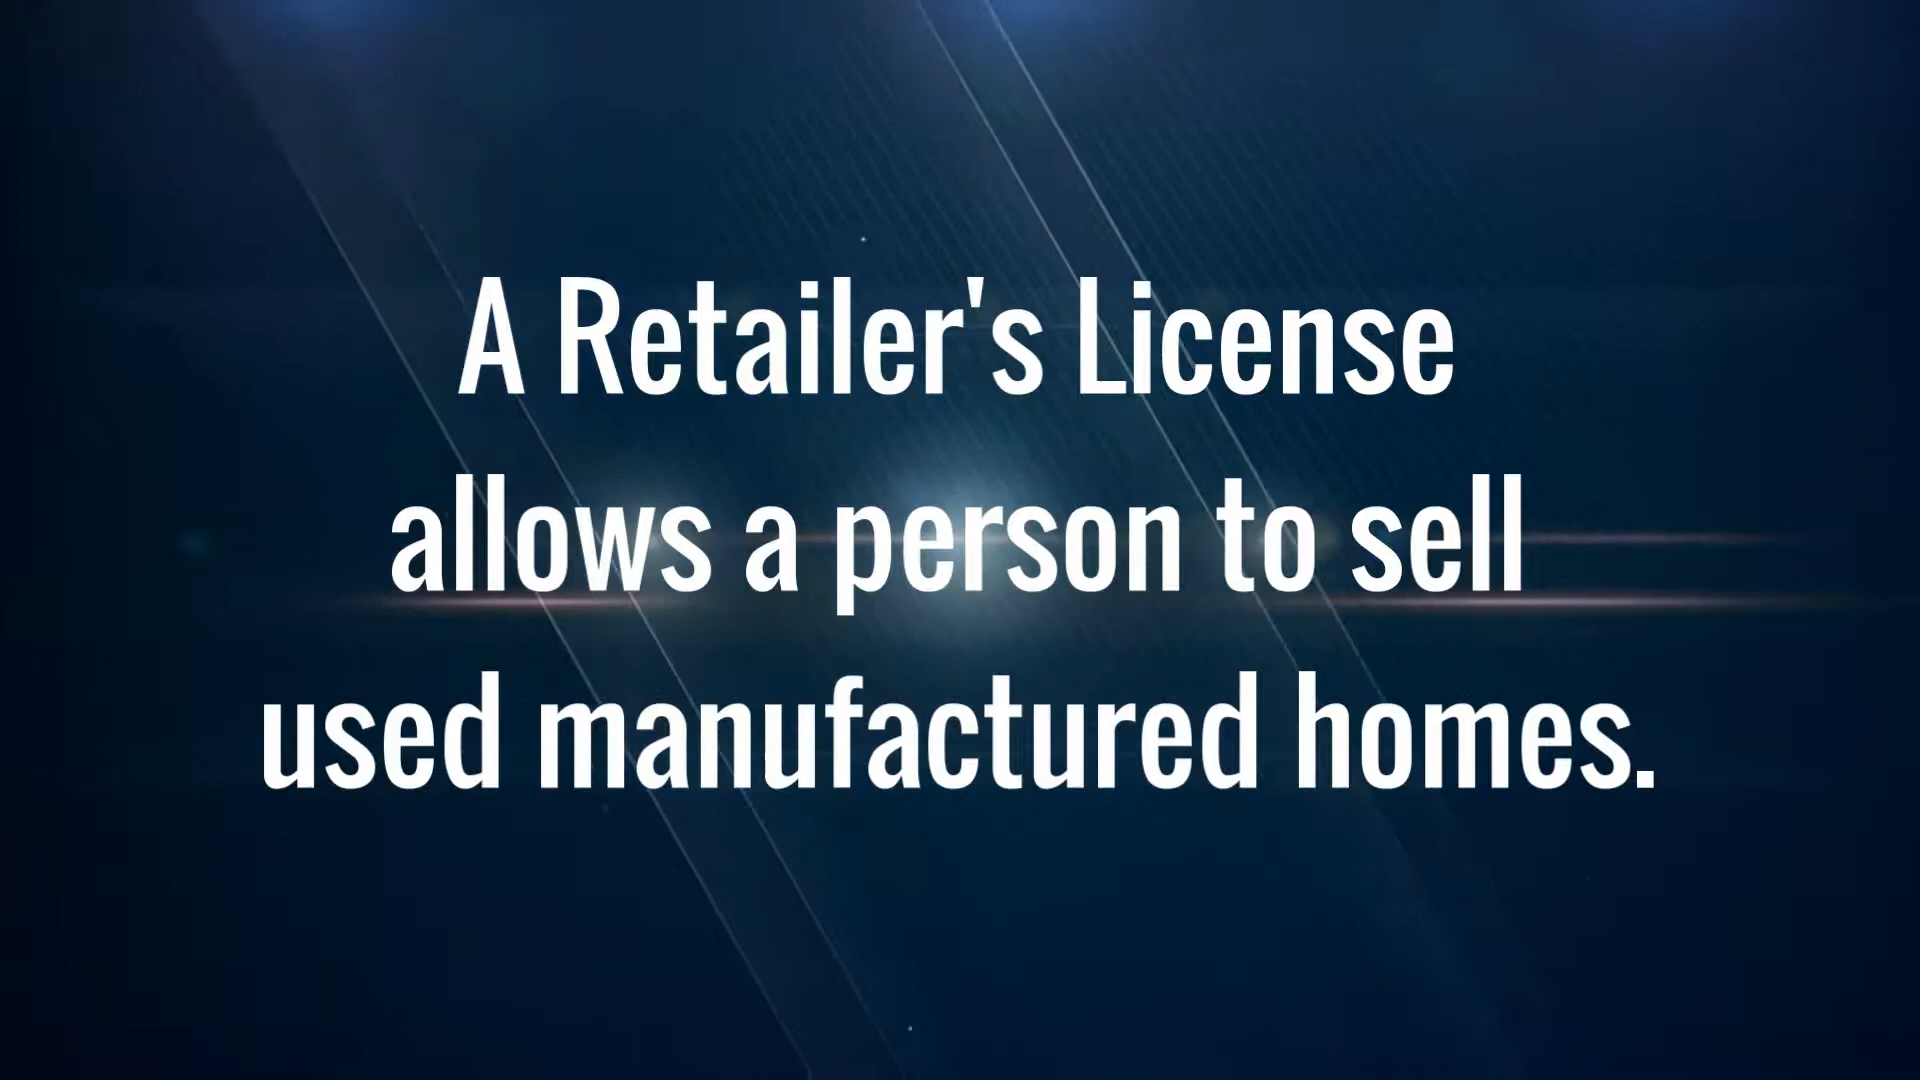 A Retailer's License
allows a person to sell
used manufactured homes.